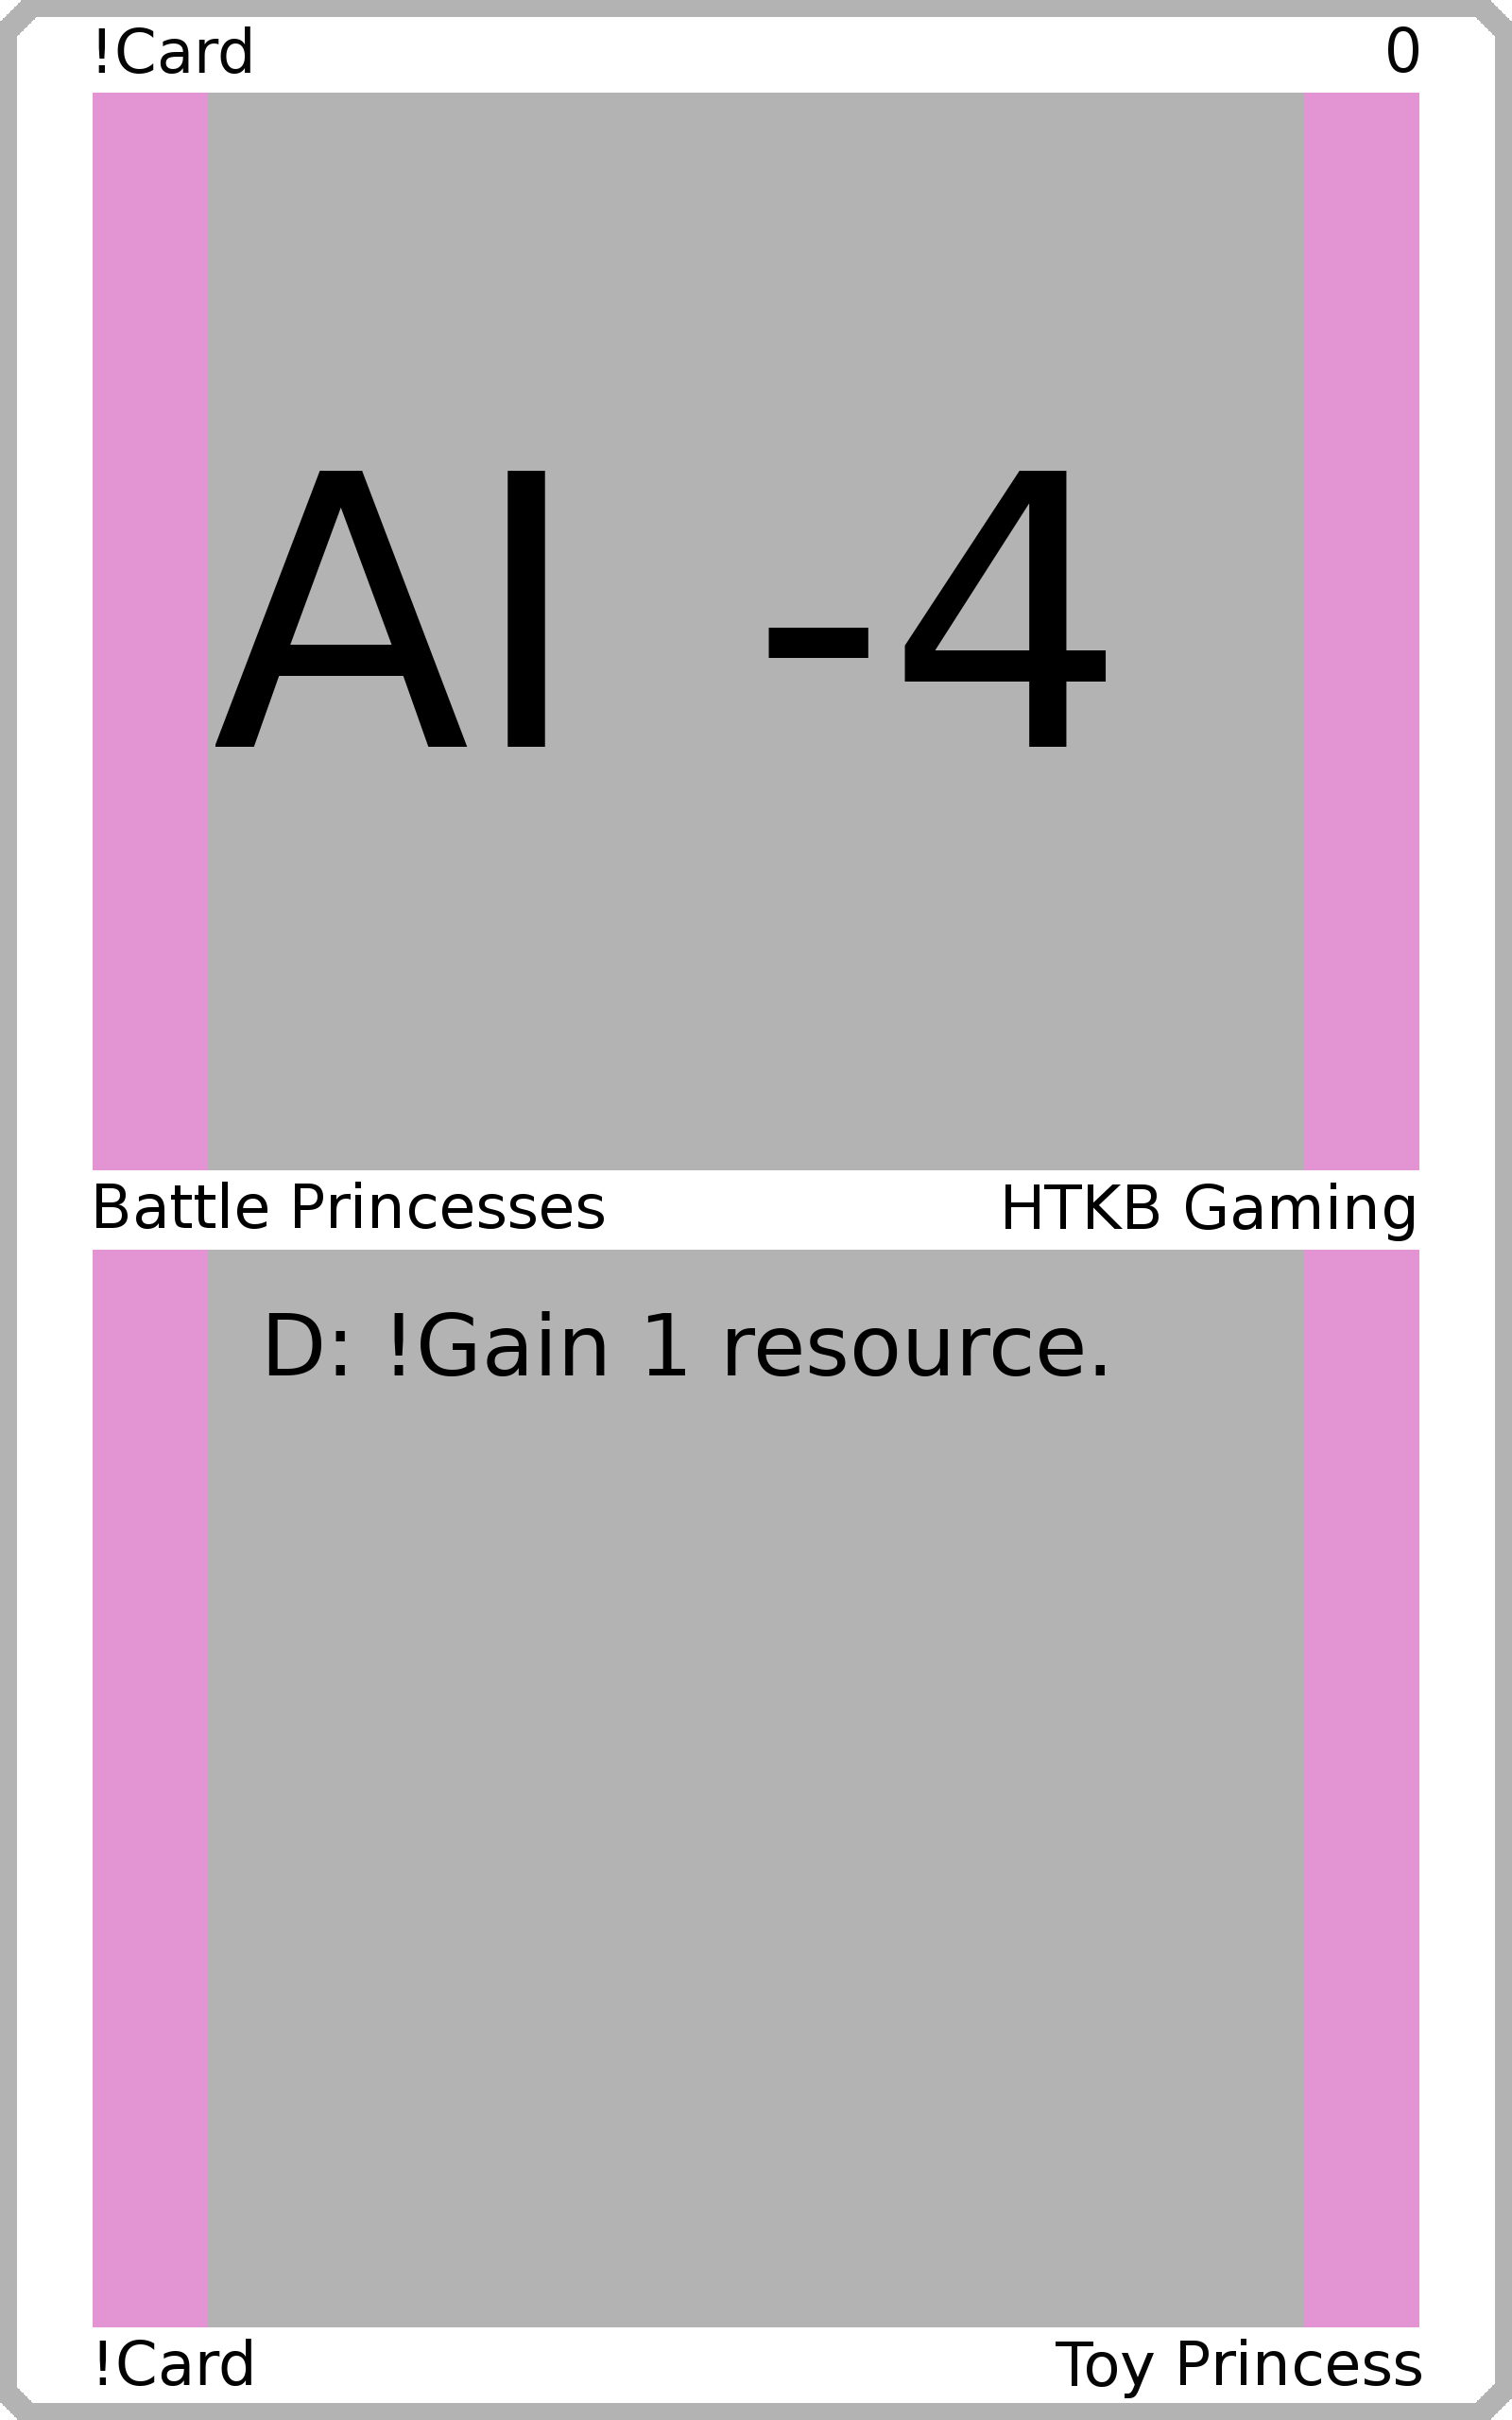 !Card 0
AI -4
Battle Princesses HTKB Gaming
D: !Gain 1 resource.
!Card Toy Princess